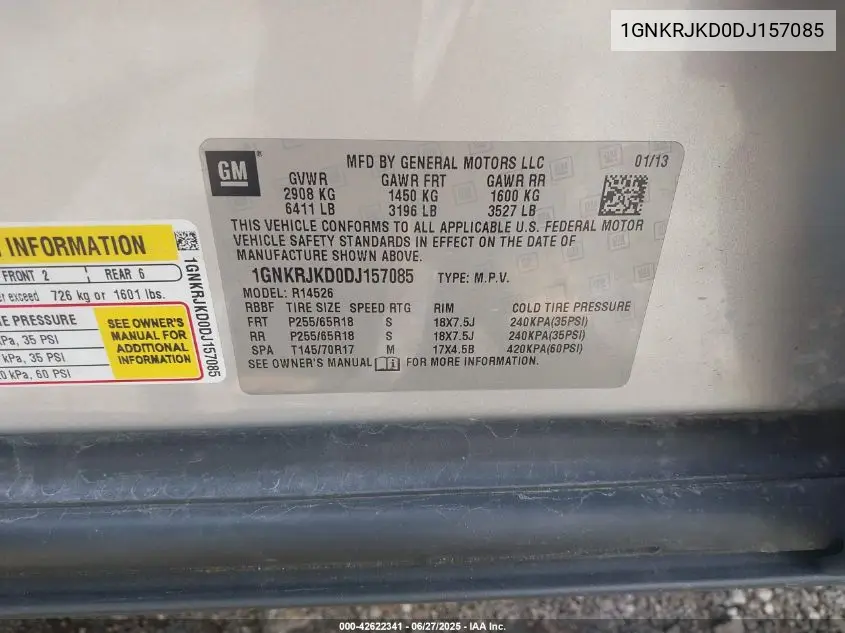 1GNKRJKD0DJ157085
GM ®
MFD BY GENERAL MOTORS LLC 01/13
GVWR GAWR FRT GAWR RR
2908 KG 1450 KG 1600 KG
6411 LB 3196 LB 3527 LB
THIS VEHICLE CONFORMS TO ALL APPLICABLE U.S. FEDERAL MOTOR
VEHICLE SAFETY STANDARDS IN EFFECT ON THE DATE OF
MANUFACTURE SHOWN ABOVE.
1GNKRJKD0DJ157085 TYPE: M.P.V.
MODEL: R14526
RBBF TIRE SIZE SPEED RTG RIM COLD TIRE PRESSURE
FRT P255/65R18 S 18X7.5J 240KPA(35PSI)
RR P255/65R18 S 18X7.5J 240KPA(35PSI)
SPA T145/70R17 M 17X4.5B 420KPA(60PSI)
SEE OWNER'S MANUAL FOR MORE INFORMATION.
INFORMATION
FRONT 2 REAR 6
exceed 726 kg or 1601 lbs.
PRESSURE
kPa, 35 PSI
kPa, 35 PSI
kPa, 60 PSI
SEE OWNER'S
MANUAL FOR
ADDITIONAL
INFORMATION
1GNKRJKD0DJ157085
000-42622341 - 06/27/2025 - IAA Inc.